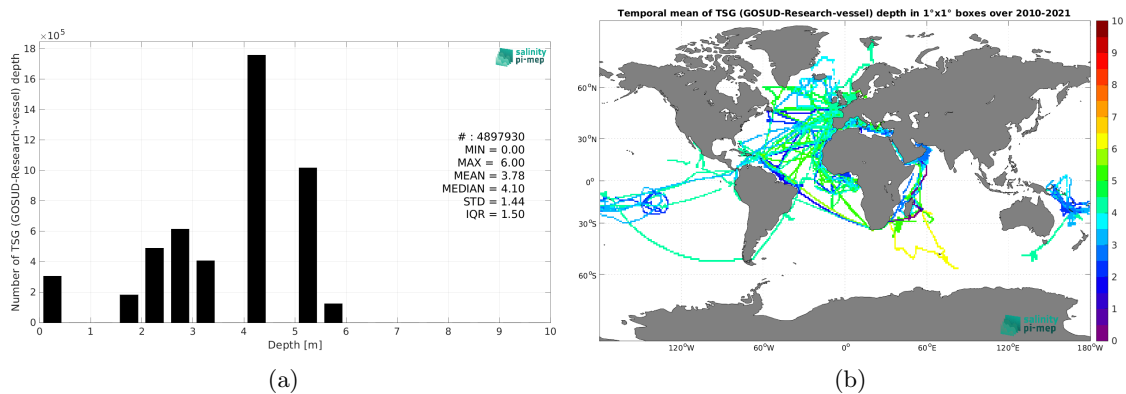 ×10⁵
18
16
14
12
10
8
6
4
2
0
Number of TSG (GOSUD-Research-vessel) depth
salinity
pi-mep
# : 4897930
MIN = 0.00
MAX = 6.00
MEAN = 3.78
MEDIAN = 4.10
STD = 1.44
IQR = 1.50
0 1 2 3 4 5 6 7 8 9 10
Depth [m]
(a)
Temporal mean of TSG (GOSUD-Research-vessel) depth in 1°x1° boxes over 2010-2021
60°N
30°N
0°
30°S
60°S
120°W 60°W 0° 60°E 120°E 180°W
salinity
pi-mep
10
9
8
7
6
5
4
3
2
1
0
(b)